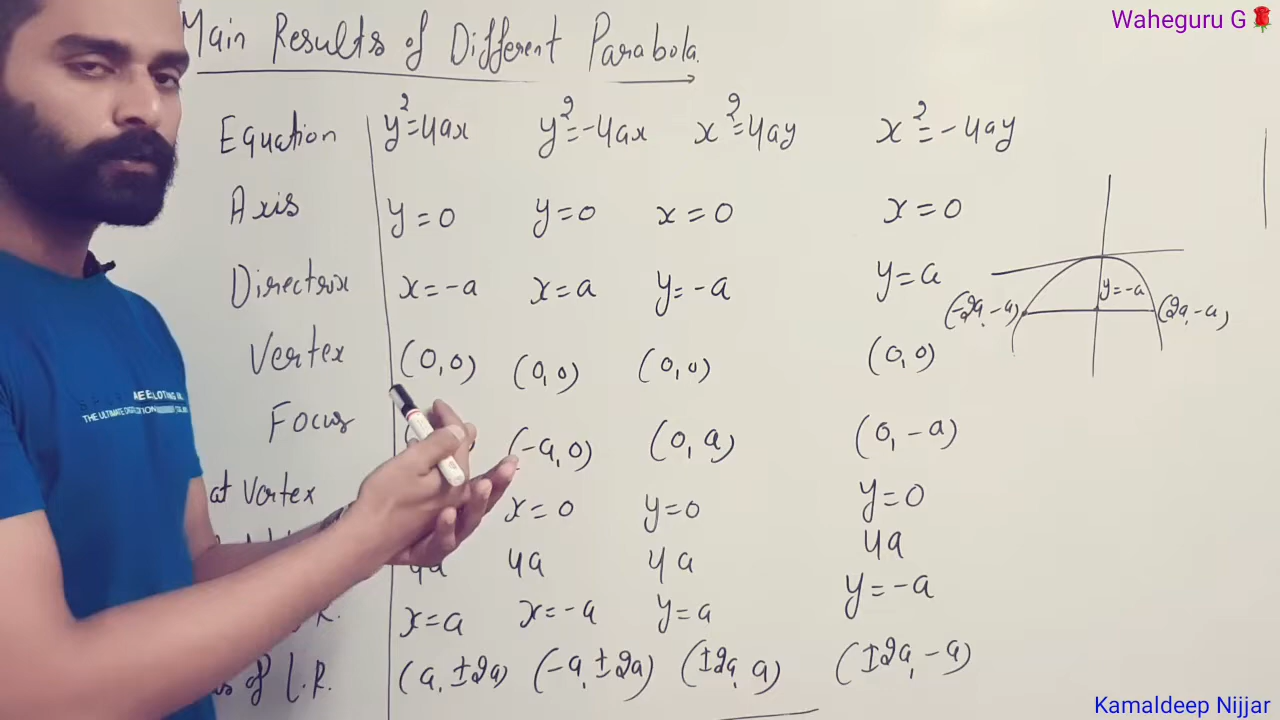 Waheguru G🌹
Main Results of Different Parabola.
Equation y²=4ax y²=-4ax x²=4ay x²=-4ay
Axis y=0 y=0 x=0 x=0
Directrix x=-a x=a y=-a y=a
Vertex (0,0) (0,0) (0,0) (0,0)
Focus (-a,0) (0,a) (0,-a)
at Vertex x=0 y=0 y=0
4a 4a 4a 4a
L.R. x=a x=-a y=a y=-a
of L.R. (a,±2a) (-a,±2a) (±2a,a) (±2a,-a)
y=-a
(-2a,-a) (2a,-a)
THE ULTIMATE
Kamaldeep Nijjar